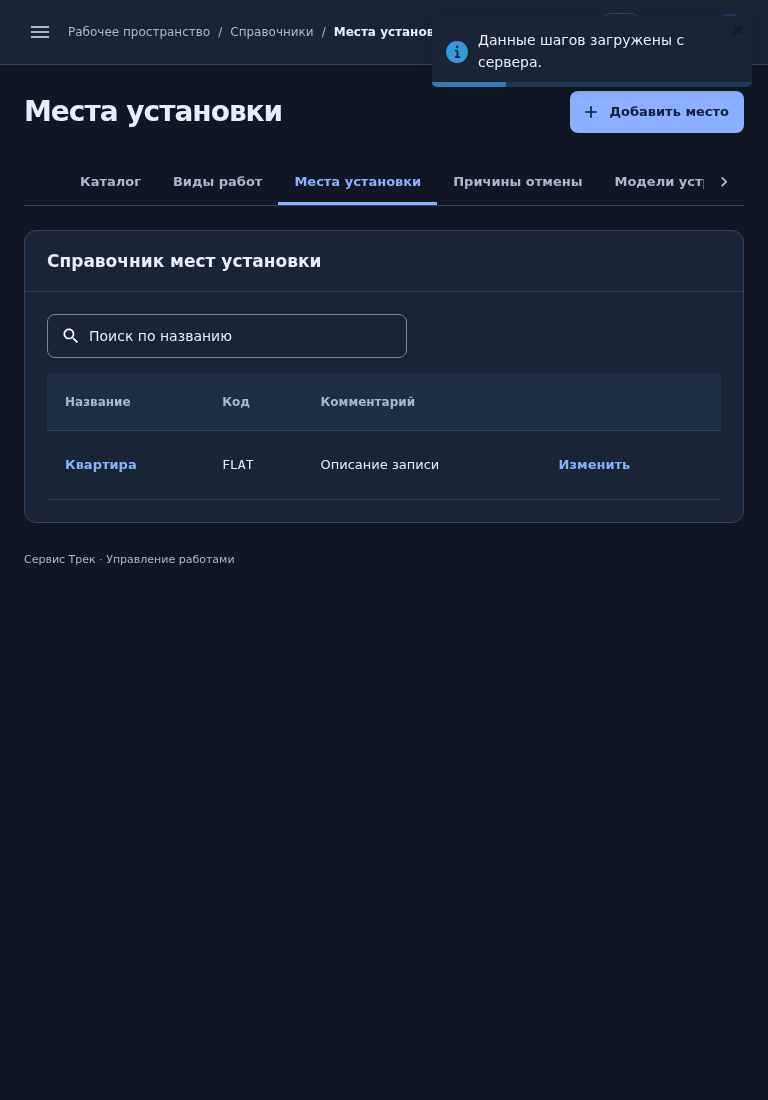 Рабочее пространство / Справочники / Места установ
Данные шагов загружены с
сервера.
Места установки
Добавить место
Каталог Виды работ Места установки Причины отмены Модели уст
Справочник мест установки
Поиск по названию
Название Код Комментарий
Квартира FLAT Описание записи Изменить
Сервис Трек · Управление работами